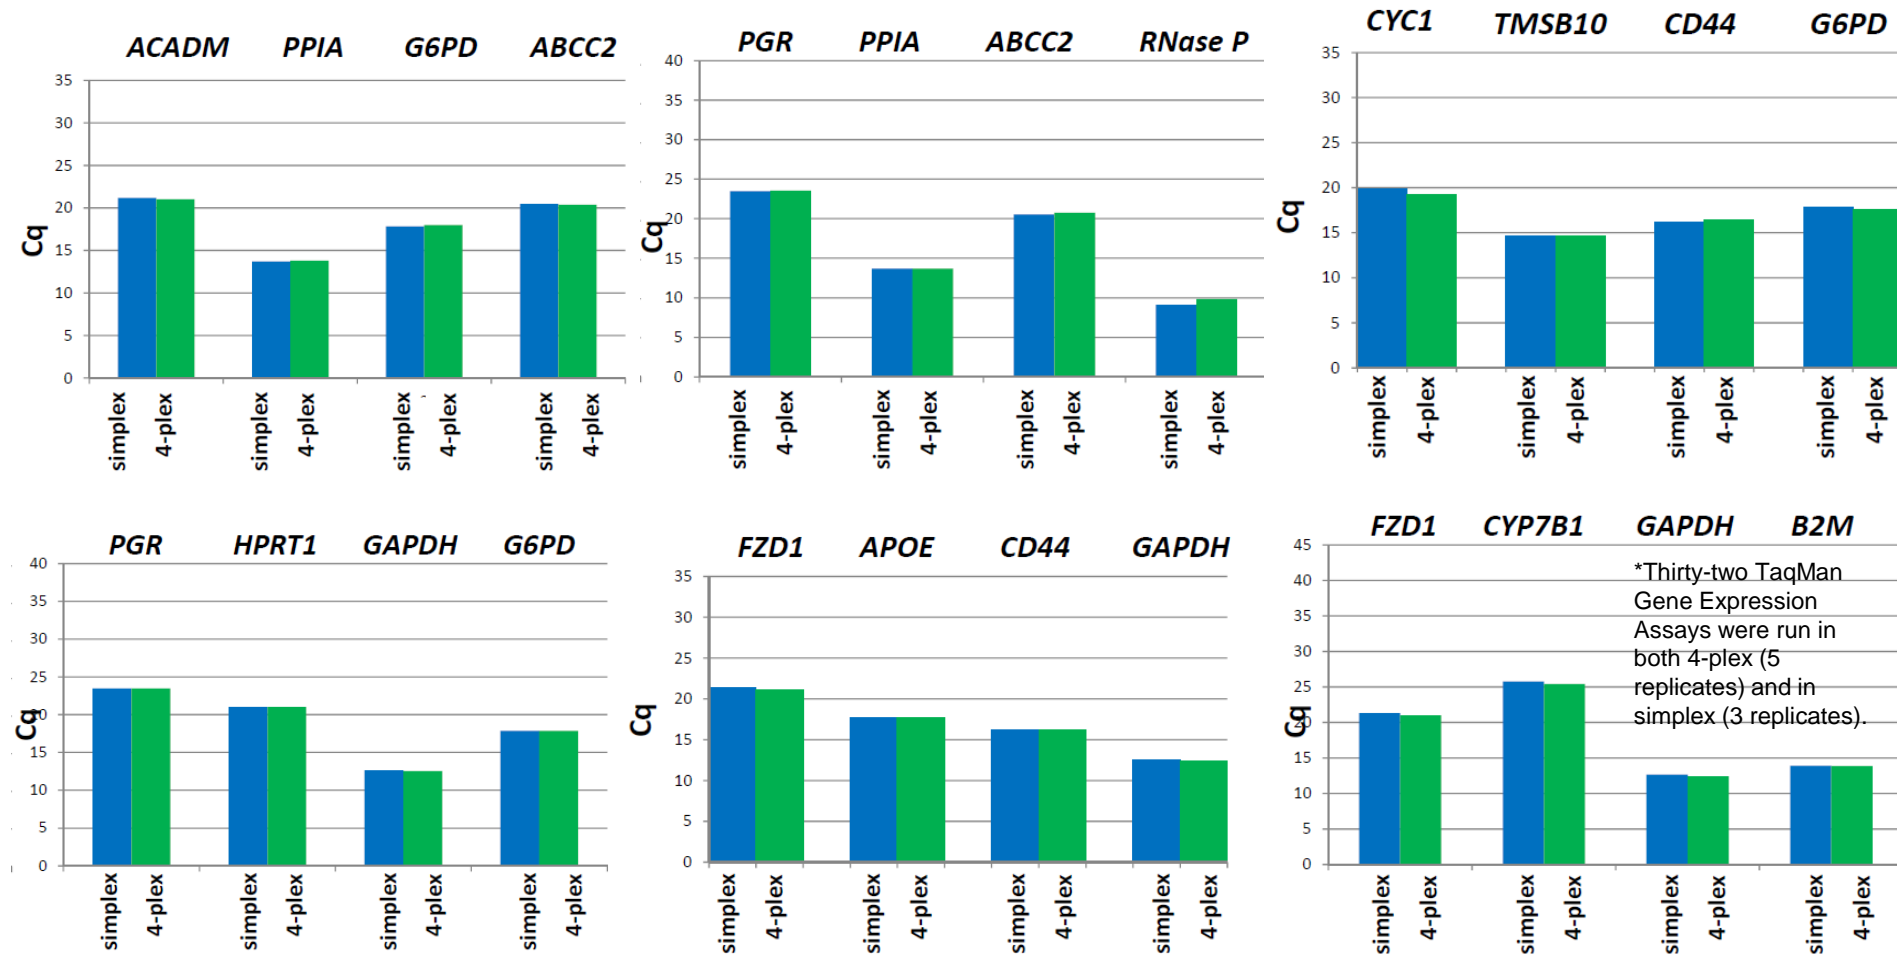 ACADM PPIA G6PD ABCC2
35
30
25
20
15
10
5
0
Cq
simplex 4-plex simplex 4-plex simplex 4-plex simplex 4-plex
PGR PPIA ABCC2 RNase P
40
35
30
25
20
15
10
5
0
Cq
simplex 4-plex simplex 4-plex simplex 4-plex simplex 4-plex
CYC1 TMSB10 CD44 G6PD
35
30
25
20
15
10
5
0
Cq
simplex 4-plex simplex 4-plex simplex 4-plex simplex 4-plex
PGR HPRT1 GAPDH G6PD
40
35
30
25
20
15
10
5
0
Cq
simplex 4-plex simplex 4-plex simplex 4-plex simplex 4-plex
FZD1 APOE CD44 GAPDH
35
30
25
20
15
10
5
0
Cq
simplex 4-plex simplex 4-plex simplex 4-plex simplex 4-plex
FZD1 CYP7B1 GAPDH B2M
45
40
35
30
25
20
15
10
5
0
Cq
*Thirty-two TaqMan
Gene Expression
Assays were run in
both 4-plex (5
replicates) and in
simplex (3 replicates).
simplex 4-plex simplex 4-plex simplex 4-plex simplex 4-plex